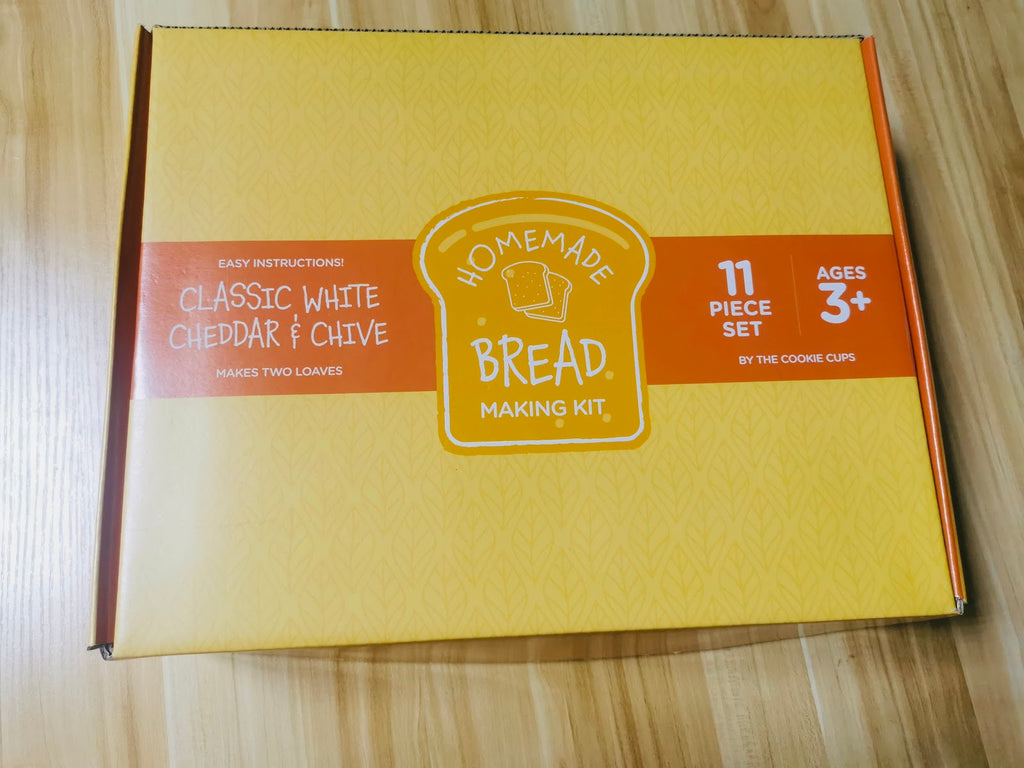 EASY INSTRUCTIONS!
CLASSIC WHITE
CHEDDAR & CHIVE
MAKES TWO LOAVES
HOMEMADE
BREAD
MAKING KIT
11
PIECE
SET
AGES
3+
BY THE COOKIE CUPS